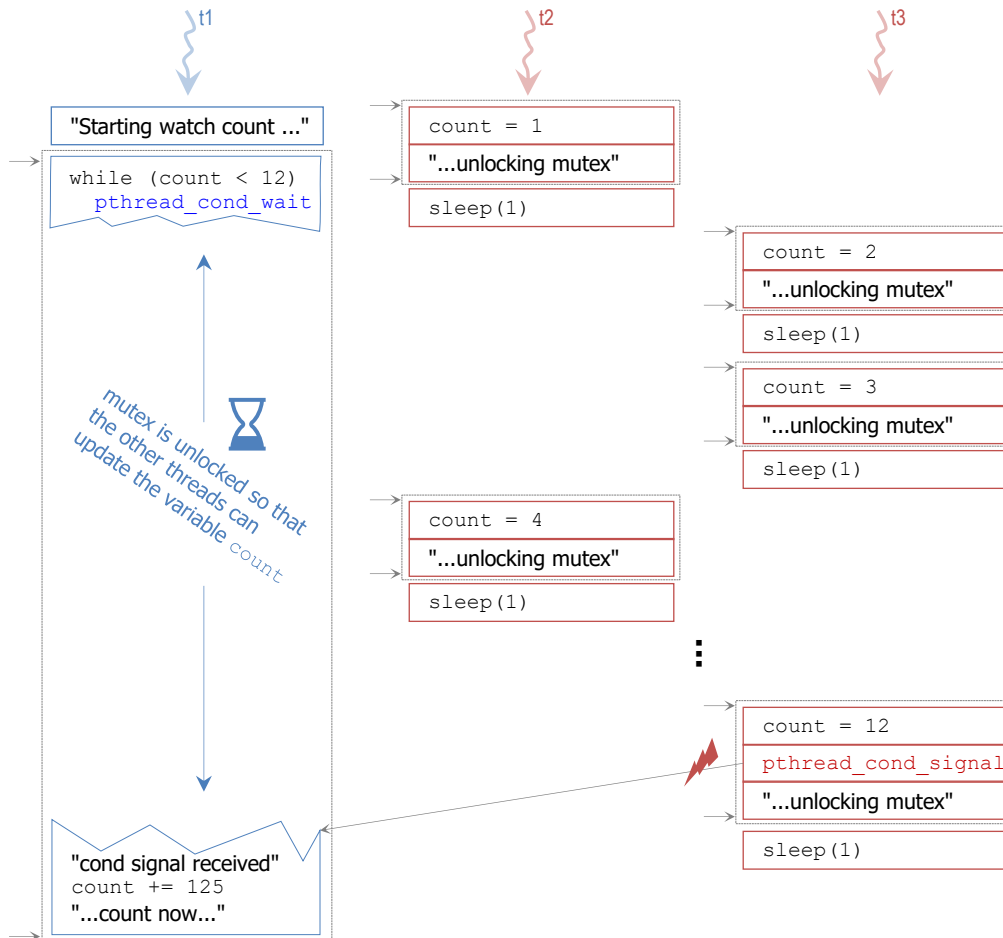 t1
t2
t3
"Starting watch count ..."
while (count < 12)
pthread_cond_wait
mutex is unlocked so that
the other threads can
update the variable count
"cond signal received"
count += 125
"...count now..."
count = 1
"...unlocking mutex"
sleep(1)
count = 2
"...unlocking mutex"
sleep(1)
count = 3
"...unlocking mutex"
sleep(1)
count = 4
"...unlocking mutex"
sleep(1)
⋮
count = 12
pthread_cond_signal
"...unlocking mutex"
sleep(1)